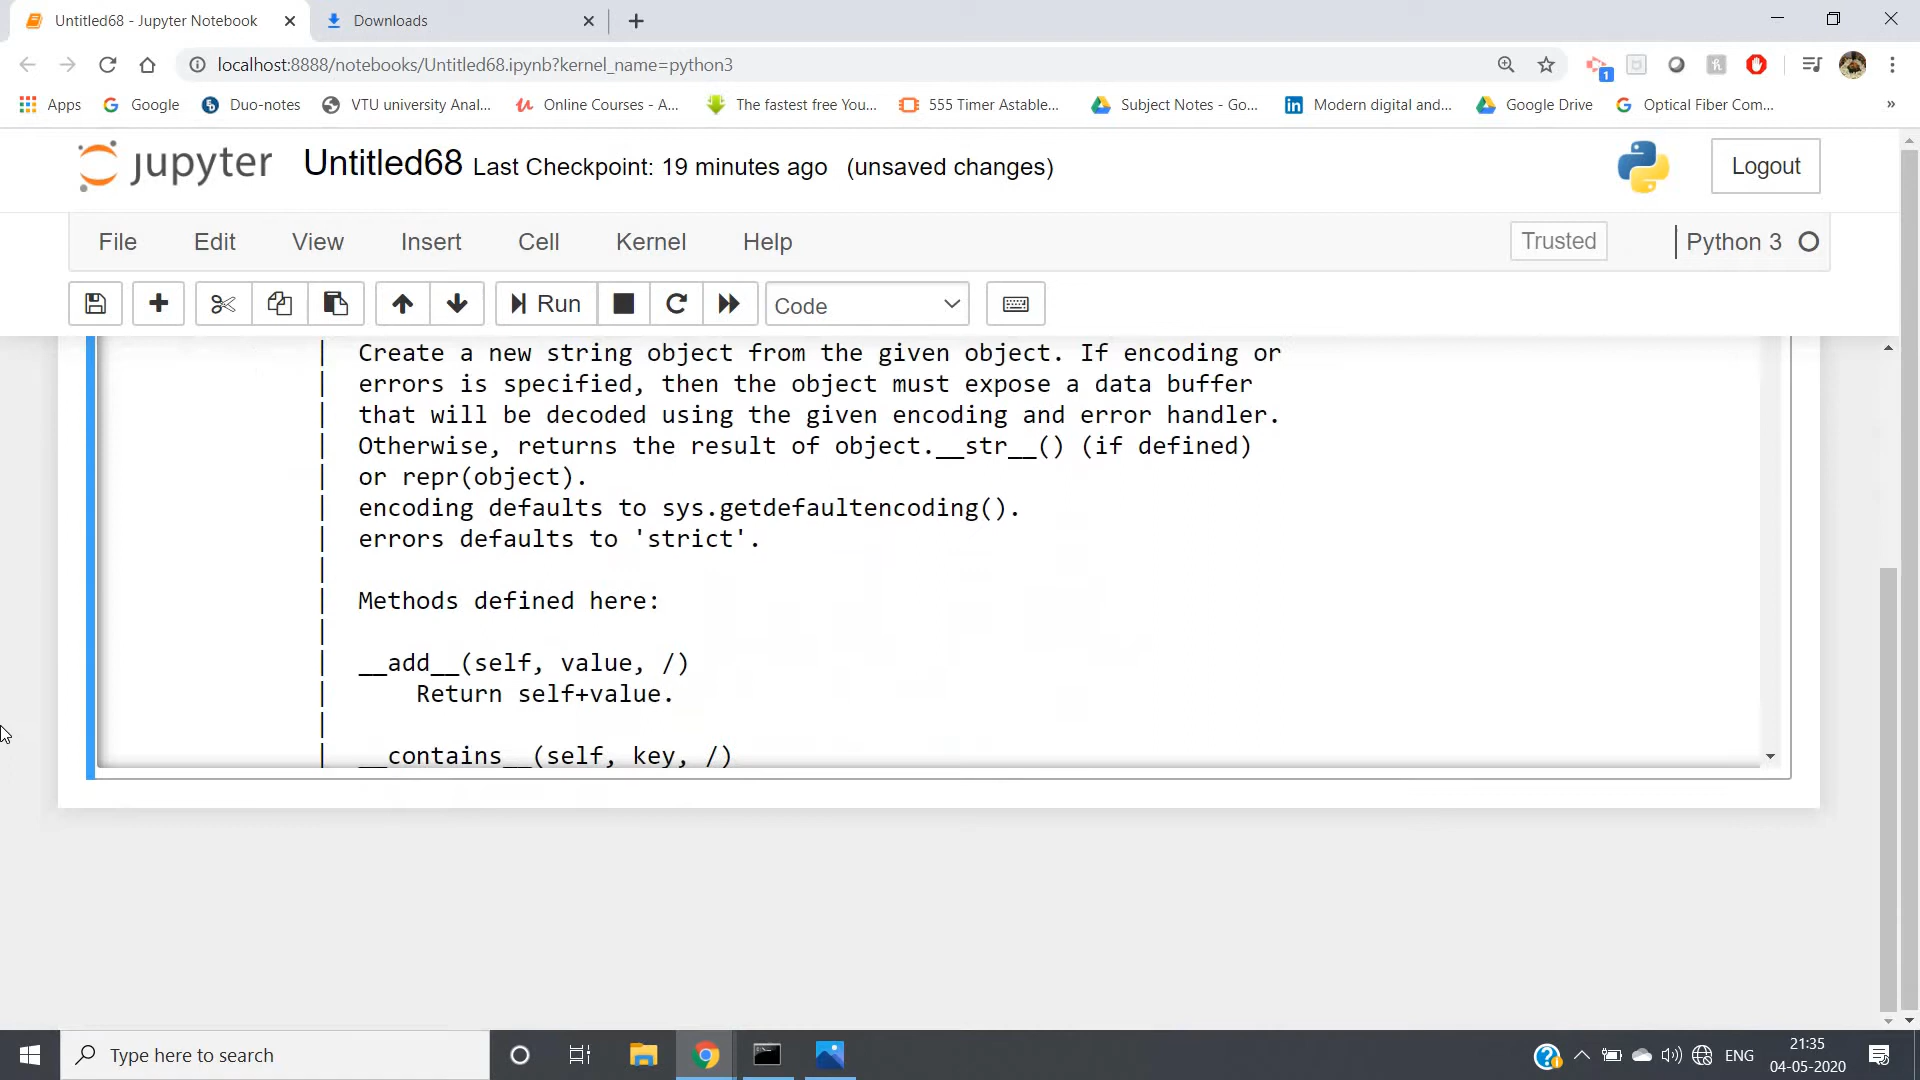 Untitled68 - Jupyter Notebook
Downloads
localhost:8888/notebooks/Untitled68.ipynb?kernel_name=python3
1
Apps
Google
Duo-notes
VTU university Anal...
Online Courses - A...
The fastest free You...
555 Timer Astable...
Subject Notes - Go...
Modern digital and...
Google Drive
Optical Fiber Com...
»
jupyter Untitled68 Last Checkpoint: 19 minutes ago (unsaved changes)
Logout
File Edit View Insert Cell Kernel Help
Trusted
Python 3
Run
Code
| Create a new string object from the given object. If encoding or
| errors is specified, then the object must expose a data buffer
| that will be decoded using the given encoding and error handler.
| Otherwise, returns the result of object.__str__() (if defined)
| or repr(object).
| encoding defaults to sys.getdefaultencoding().
| errors defaults to 'strict'.
|
| Methods defined here:
|
| __add__(self, value, /)
|     Return self+value.
|
| __contains__(self, key, /)
Type here to search
ENG
21:35
04-05-2020